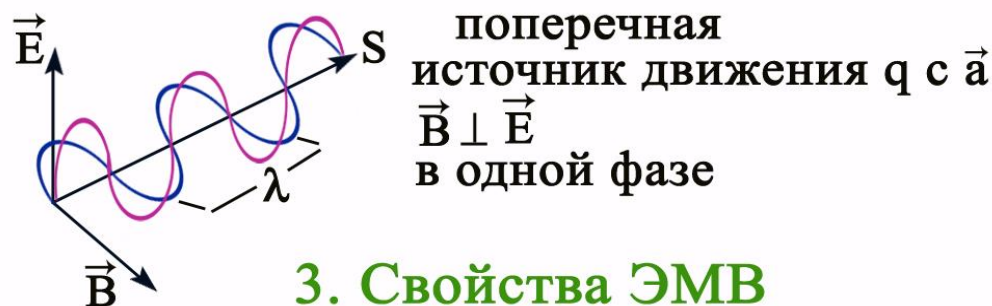 E⃗
S
поперечная
источник движения q с a⃗
B⃗ ⊥ E⃗
в одной фазе
λ
B⃗
3. Свойства ЭМВ